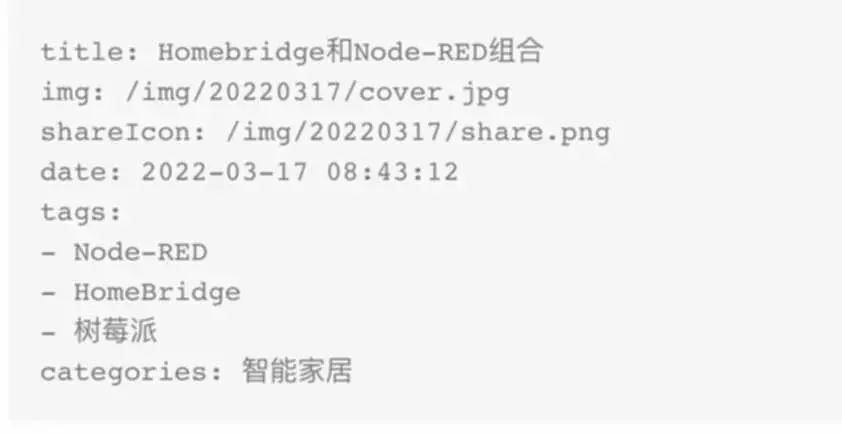 title: Homebridge和Node-RED组合
img: /img/20220317/cover.jpg
shareIcon: /img/20220317/share.png
date: 2022-03-17 08:43:12
tags:
- Node-RED
- HomeBridge
- 树莓派
categories: 智能家居